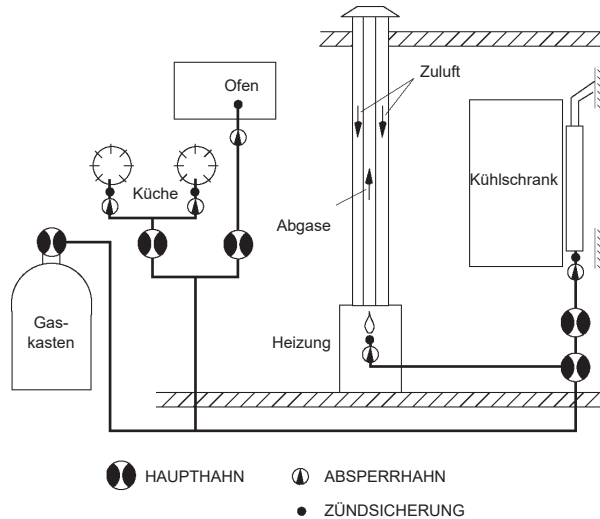 Zuluft
Ofen
Küche
Kühlschrank
Abgase
Gas-
kasten
Heizung
HAUPTHAHN
ABSPERRHAHN
ZÜNDSICHERUNG